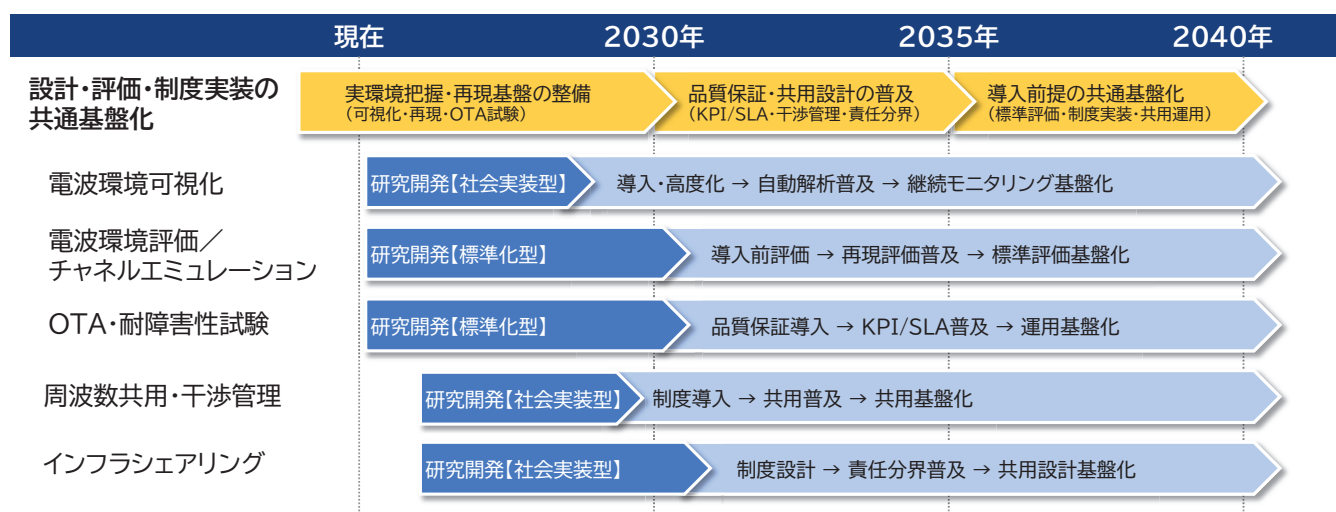 現在 2030年 2035年 2040年
設計・評価・制度実装の
共通基盤化
実環境把握・再現基盤の整備
(可視化・再現・OTA試験)
品質保証・共用設計の普及
(KPI/SLA・干渉管理・責任分界)
導入前提の共通基盤化
(標準評価・制度実装・共用運用)
電波環境可視化
研究開発【社会実装型】
導入・高度化 → 自動解析普及 → 継続モニタリング基盤化
電波環境評価／
チャネルエミュレーション
研究開発【標準化型】
導入前評価 → 再現評価普及 → 標準評価基盤化
OTA・耐障害性試験
研究開発【標準化型】
品質保証導入 → KPI/SLA普及 → 運用基盤化
周波数共用・干渉管理
研究開発【社会実装型】
制度導入 → 共用普及 → 共用基盤化
インフラシェアリング
研究開発【社会実装型】
制度設計 → 責任分界普及 → 共用設計基盤化